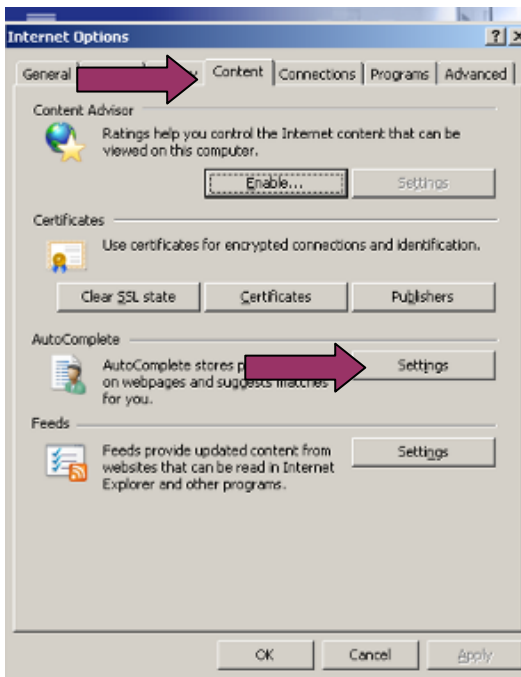 Internet Options
General Content Connections Programs Advanced
Content Advisor
Ratings help you control the Internet content that can be
viewed on this computer.
Enable... Settings
Certificates
Use certificates for encrypted connections and identification.
Clear SSL state Certificates Publishers
AutoComplete
AutoComplete stores
on webpages and suggests matches
for you.
Settings
Feeds
Feeds provide updated content from
websites that can be read in Internet
Explorer and other programs.
Settings
OK Cancel Apply